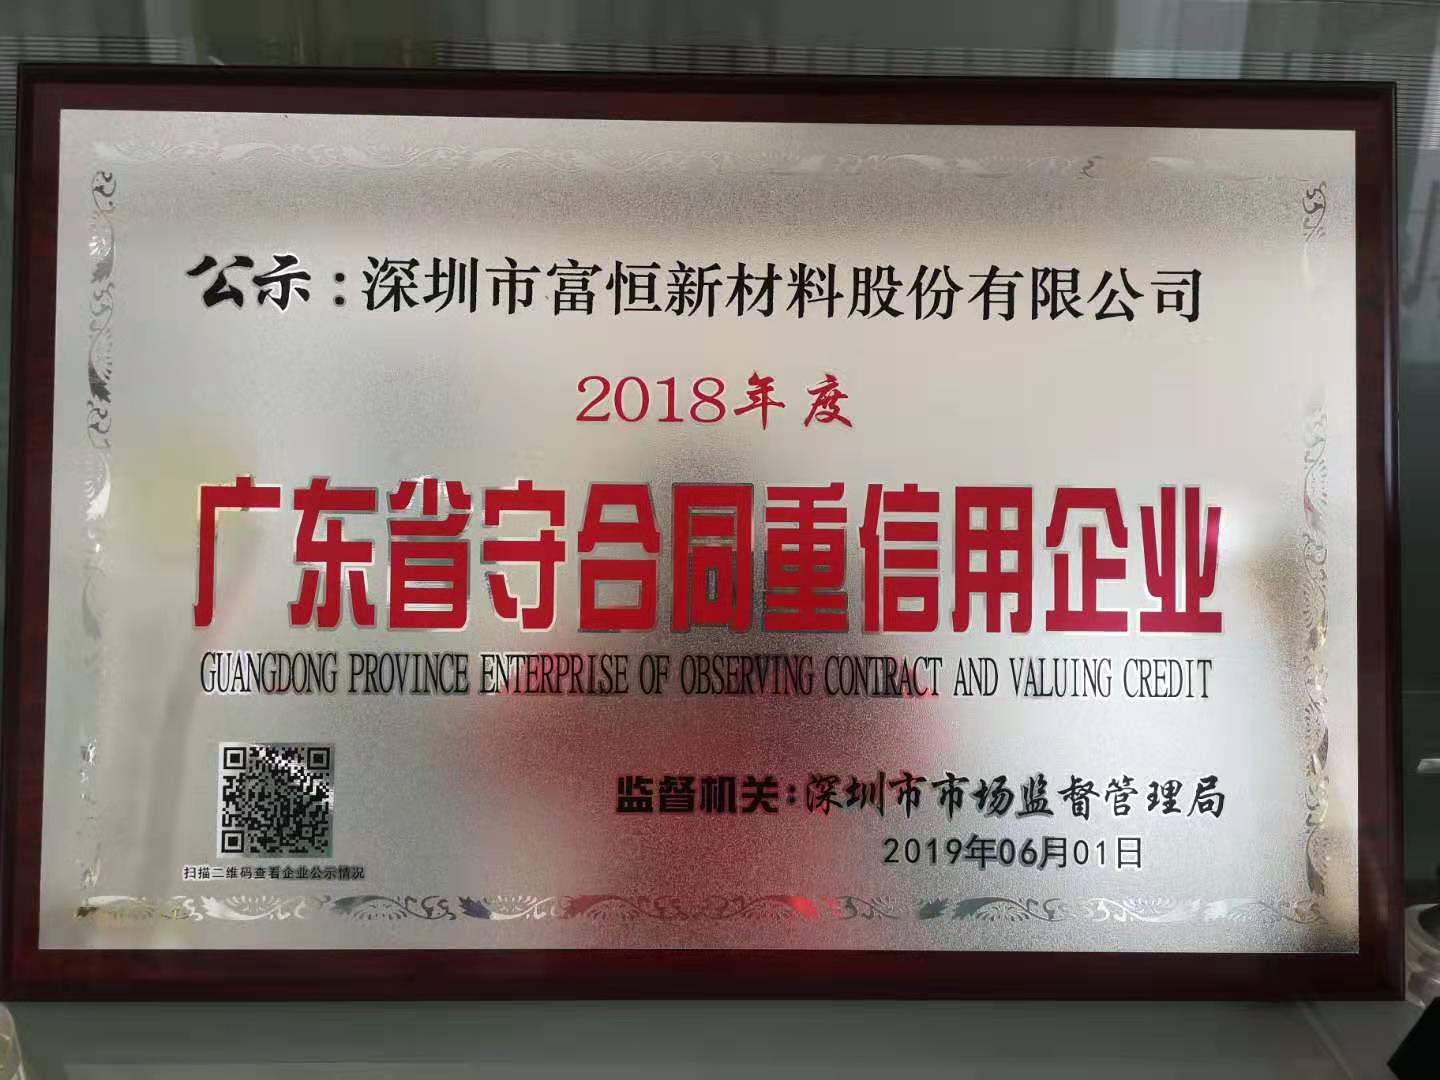 公示:深圳市富恒新材料股份有限公司
2018年度
广东省守合同重信用企业
GUANGDONG PROVINCE ENTERPRISE OF OBSERVING CONTRACT AND VALUING CREDIT
监督机关:深圳市市场监督管理局
2019年06月01日
扫描二维码查看企业公示情况